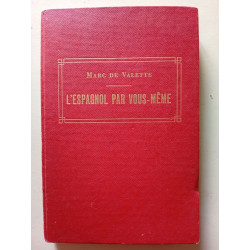 MARC DE VALETTE
L'ESPAGNOL PAR VOUS-MÊME